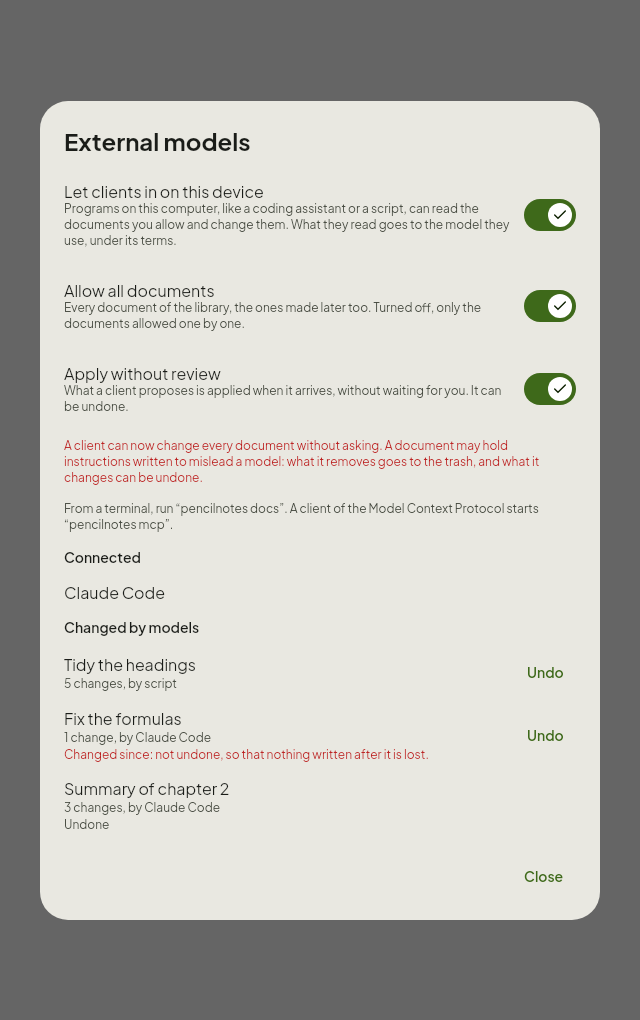 External models
Let clients in on this device
Programs on this computer, like a coding assistant or a script, can read the
documents you allow and change them. What they read goes to the model they
use, under its terms.
Allow all documents
Every document of the library, the ones made later too. Turned off, only the
documents allowed one by one.
Apply without review
What a client proposes is applied when it arrives, without waiting for you. It can
be undone.
A client can now change every document without asking. A document may hold
instructions written to mislead a model: what it removes goes to the trash, and what it
changes can be undone.
From a terminal, run “pencilnotes docs”. A client of the Model Context Protocol starts
“pencilnotes mcp”.
Connected
Claude Code
Changed by models
Tidy the headings
5 changes, by script
Undo
Fix the formulas
1 change, by Claude Code
Changed since: not undone, so that nothing written after it is lost.
Undo
Summary of chapter 2
3 changes, by Claude Code
Undone
Close